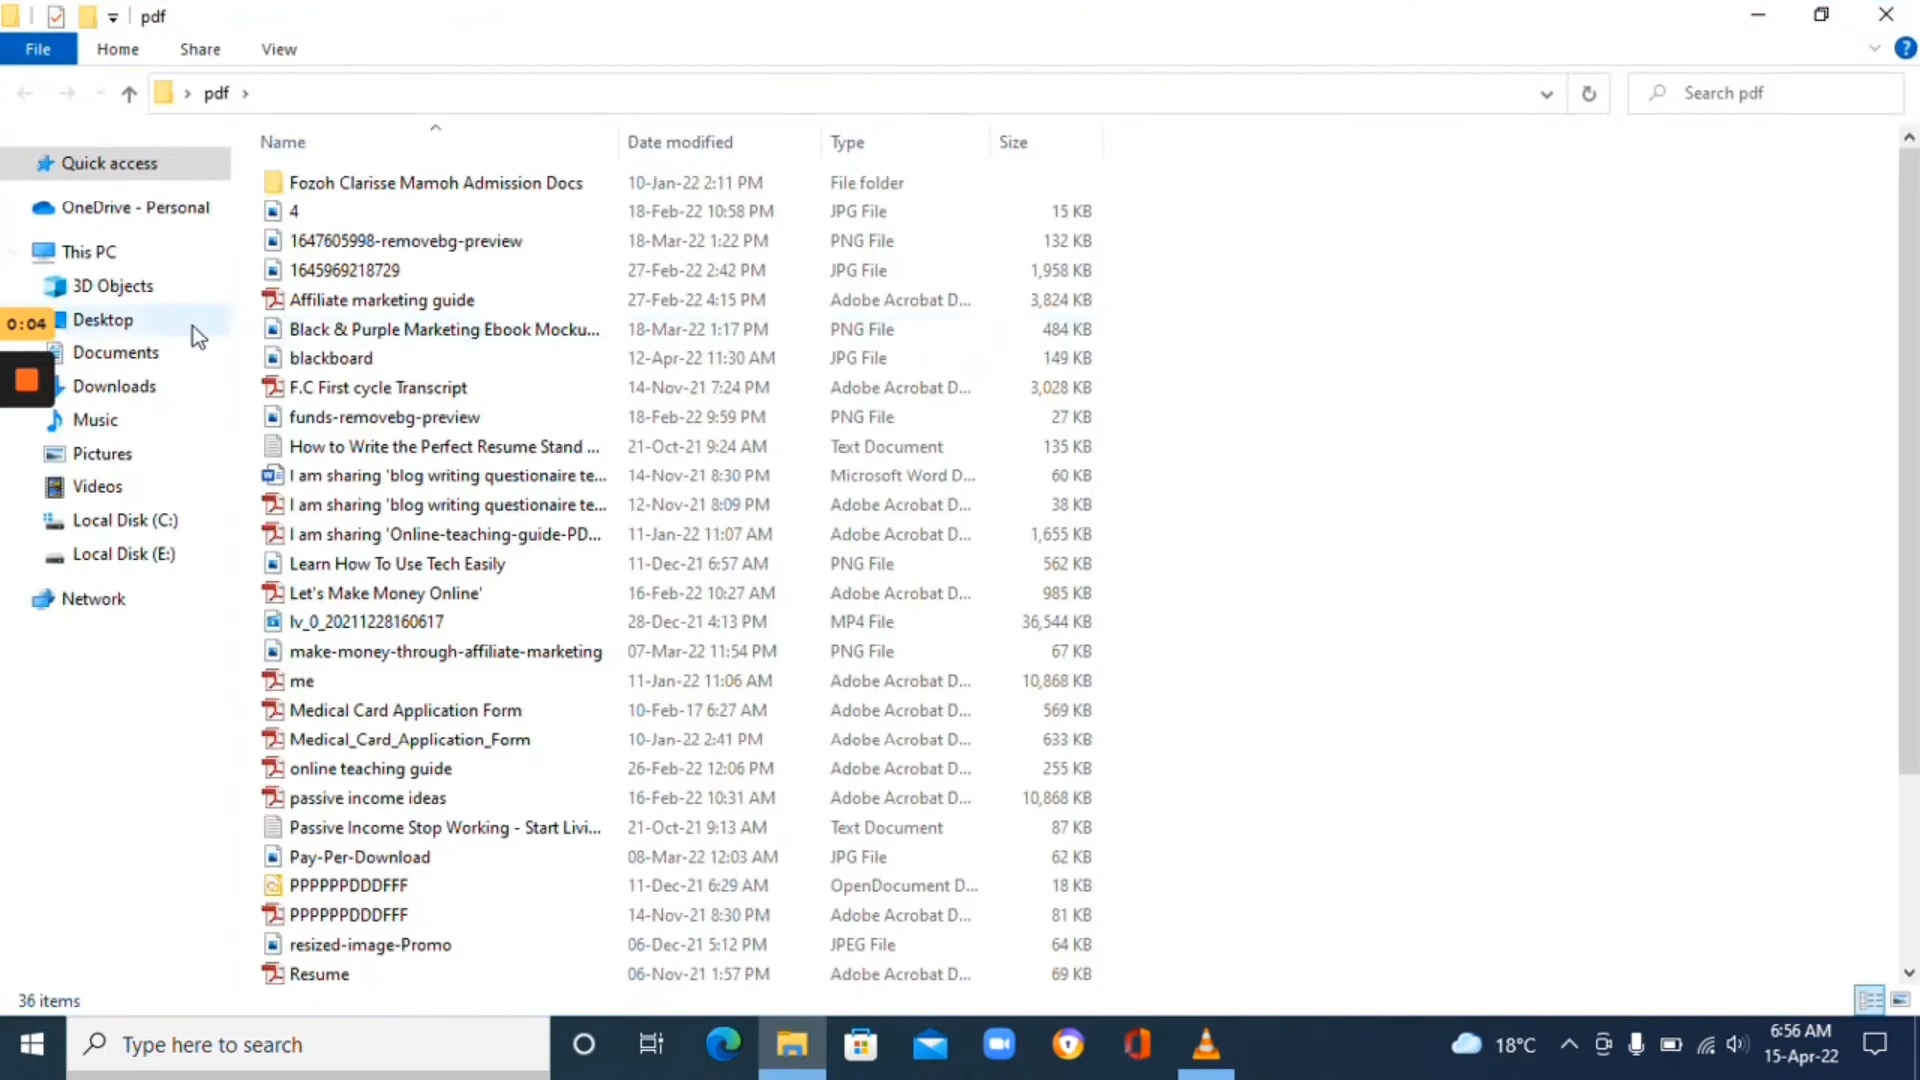 pdf
File Home Share View
pdf
Search pdf
Name Date modified Type Size
Quick access
OneDrive - Personal
This PC
3D Objects
0:04
Desktop
Documents
Downloads
Music
Pictures
Videos
Local Disk (C:)
Local Disk (E:)
Network
Fozoh Clarisse Mamoh Admission Docs 10-Jan-22 2:11 PM File folder
4 18-Feb-22 10:58 PM JPG File 15 KB
1647605998-removebg-preview 18-Mar-22 1:22 PM PNG File 132 KB
1645969218729 27-Feb-22 2:42 PM JPG File 1,958 KB
Affiliate marketing guide 27-Feb-22 4:15 PM Adobe Acrobat D... 3,824 KB
Black & Purple Marketing Ebook Mocku... 18-Mar-22 1:17 PM PNG File 484 KB
blackboard 12-Apr-22 11:30 AM JPG File 149 KB
F.C First cycle Transcript 14-Nov-21 7:24 PM Adobe Acrobat D... 3,028 KB
funds-removebg-preview 18-Feb-22 9:59 PM PNG File 27 KB
How to Write the Perfect Resume Stand ... 21-Oct-21 9:24 AM Text Document 135 KB
I am sharing 'blog writing questionaire te... 14-Nov-21 8:30 PM Microsoft Word D... 60 KB
I am sharing 'blog writing questionaire te... 12-Nov-21 8:09 PM Adobe Acrobat D... 38 KB
I am sharing 'Online-teaching-guide-PD... 11-Jan-22 11:07 AM Adobe Acrobat D... 1,655 KB
Learn How To Use Tech Easily 11-Dec-21 6:57 AM PNG File 562 KB
Let's Make Money Online' 16-Feb-22 10:27 AM Adobe Acrobat D... 985 KB
lv_0_20211228160617 28-Dec-21 4:13 PM MP4 File 36,544 KB
make-money-through-affiliate-marketing 07-Mar-22 11:54 PM PNG File 67 KB
me 11-Jan-22 11:06 AM Adobe Acrobat D... 10,868 KB
Medical Card Application Form 10-Feb-17 6:27 AM Adobe Acrobat D... 569 KB
Medical_Card_Application_Form 10-Jan-22 2:41 PM Adobe Acrobat D... 633 KB
online teaching guide 26-Feb-22 12:06 PM Adobe Acrobat D... 255 KB
passive income ideas 16-Feb-22 10:31 AM Adobe Acrobat D... 10,868 KB
Passive Income Stop Working - Start Livi... 21-Oct-21 9:13 AM Text Document 87 KB
Pay-Per-Download 08-Mar-22 12:03 AM JPG File 62 KB
PPPPPPDDDFFF 11-Dec-21 6:29 AM OpenDocument D... 18 KB
PPPPPPDDDFFF 14-Nov-21 8:30 PM Adobe Acrobat D... 81 KB
resized-image-Promo 06-Dec-21 5:12 PM JPEG File 64 KB
Resume 06-Nov-21 1:57 PM Adobe Acrobat D... 69 KB
36 items
Type here to search
18°C
6:56 AM
15-Apr-22